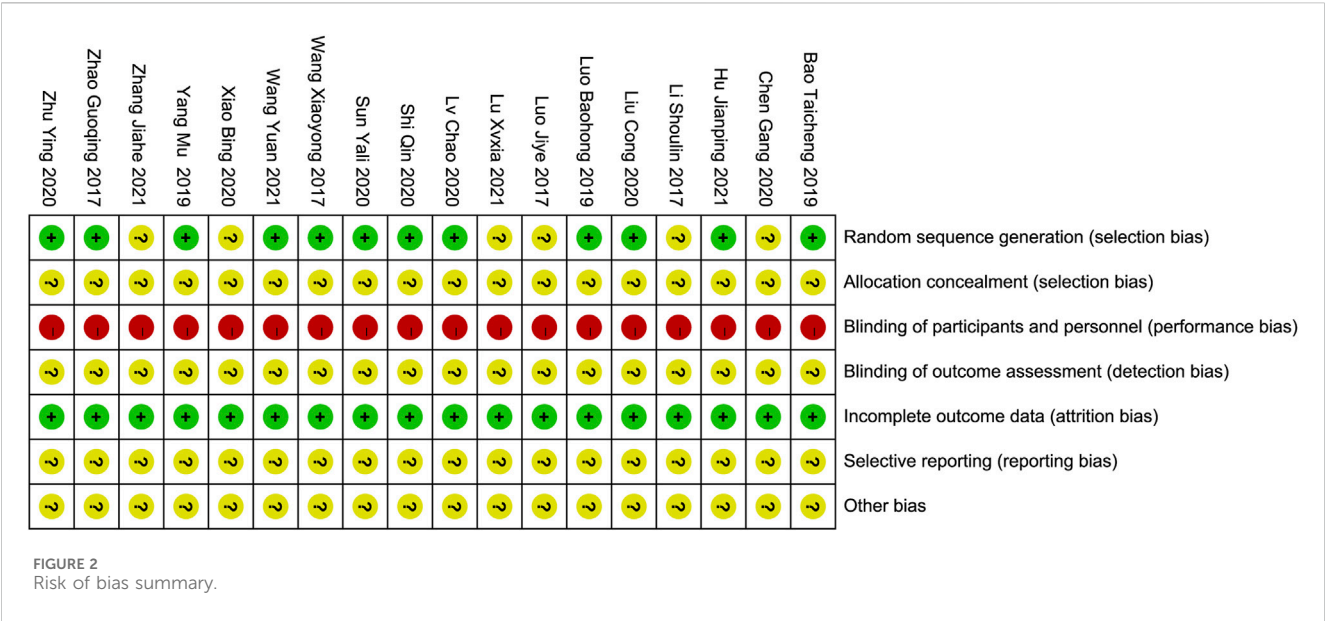 Zhu Ying 2020
Zhao Guoqing 2017
Zhang Jiahe 2021
Yang Mu 2019
Xiao Bing 2020
Wang Yuan 2021
Wang Xiaoyong 2017
Sun Yali 2020
Shi Qin 2020
Lv Chao 2020
Lu Xvxia 2021
Luo Jiye 2017
Luo Baohong 2019
Liu Cong 2020
Li Shoulin 2017
Hu Jianping 2021
Chen Gang 2020
Bao Taicheng 2019
+ + ? + ? + + + + + ? ? + + ? + ? + Random sequence generation (selection bias)
? ? ? ? ? ? ? ? ? ? ? ? ? ? ? ? ? ? Allocation concealment (selection bias)
– – – – – – – – – – – – – – – – – – Blinding of participants and personnel (performance bias)
? ? ? ? ? ? ? ? ? ? ? ? ? ? ? ? ? ? Blinding of outcome assessment (detection bias)
+ + + + + + + + + + + + + + + + + + Incomplete outcome data (attrition bias)
? ? ? ? ? ? ? ? ? ? ? ? ? ? ? ? ? ? Selective reporting (reporting bias)
? ? ? ? ? ? ? ? ? ? ? ? ? ? ? ? ? ? Other bias
FIGURE 2
Risk of bias summary.